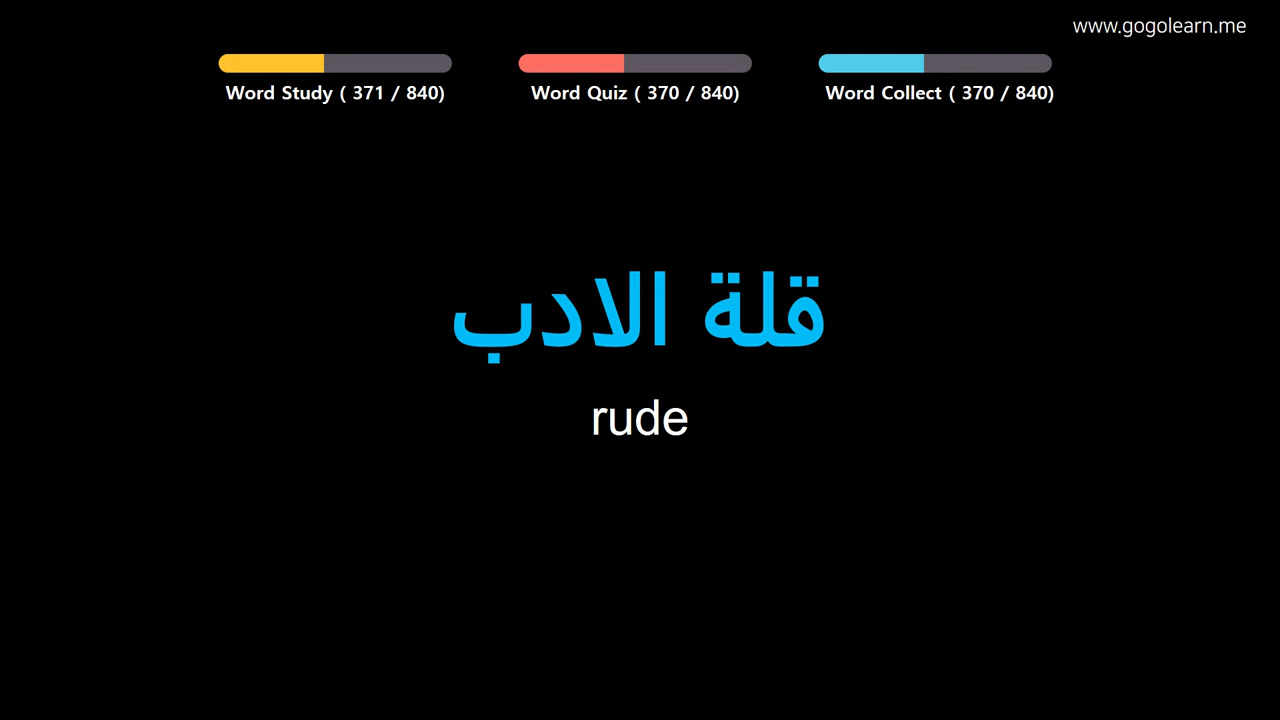 www.gogolearn.me
Word Study ( 371 / 840)
Word Quiz ( 370 / 840)
Word Collect ( 370 / 840)
قلة الادب
rude